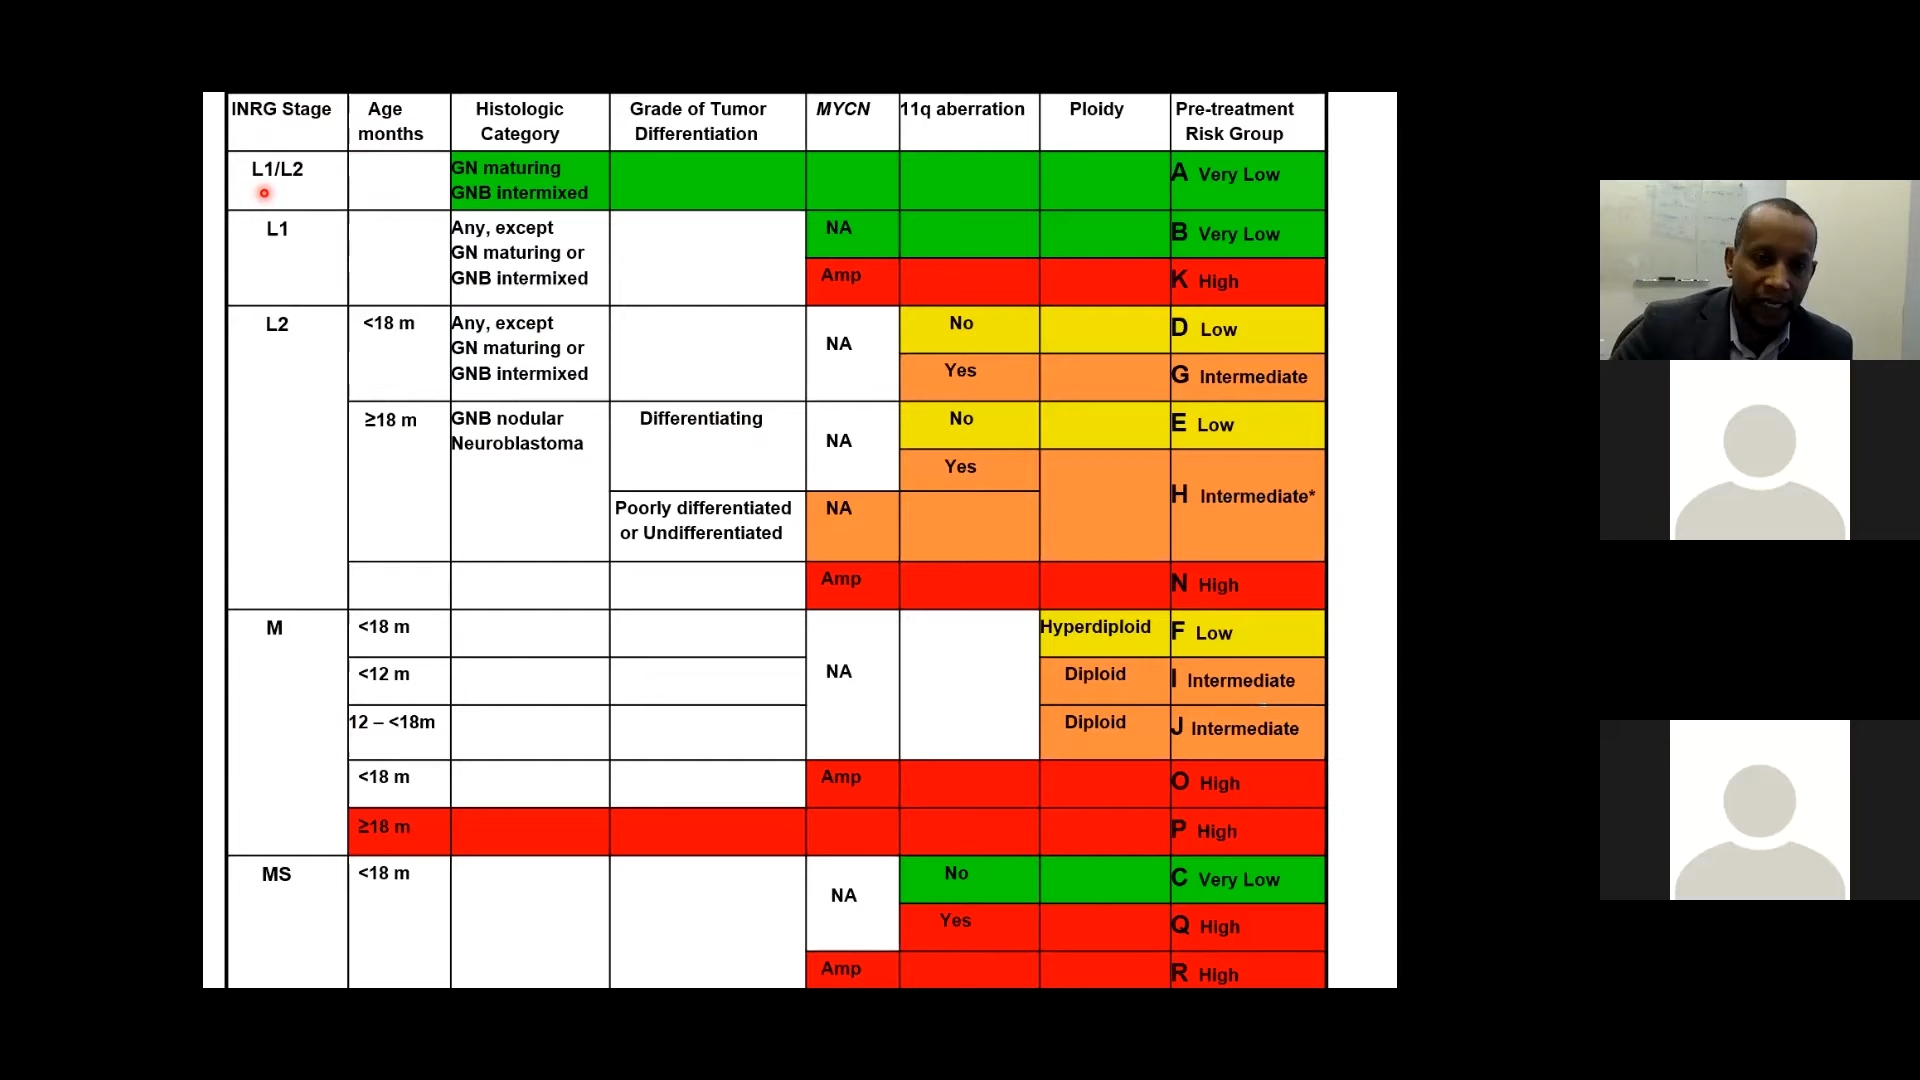 INRG Stage
Age
months
Histologic
Category
Grade of Tumor
Differentiation
MYCN
11q aberration
Ploidy
Pre-treatment
Risk Group
L1/L2
GN maturing
GNB intermixed
A Very Low
L1
Any, except
GN maturing or
GNB intermixed
NA
B Very Low
Amp
K High
L2
<18 m
Any, except
GN maturing or
GNB intermixed
NA
No
D Low
Yes
G Intermediate
≥18 m
GNB nodular
Neuroblastoma
Differentiating
NA
No
E Low
Yes
H Intermediate*
Poorly differentiated
or Undifferentiated
NA
Amp
N High
M
<18 m
NA
Hyperdiploid
F Low
<12 m
Diploid
I Intermediate
12 – <18m
Diploid
J Intermediate
<18 m
Amp
O High
≥18 m
P High
MS
<18 m
NA
No
C Very Low
Yes
Q High
Amp
R High